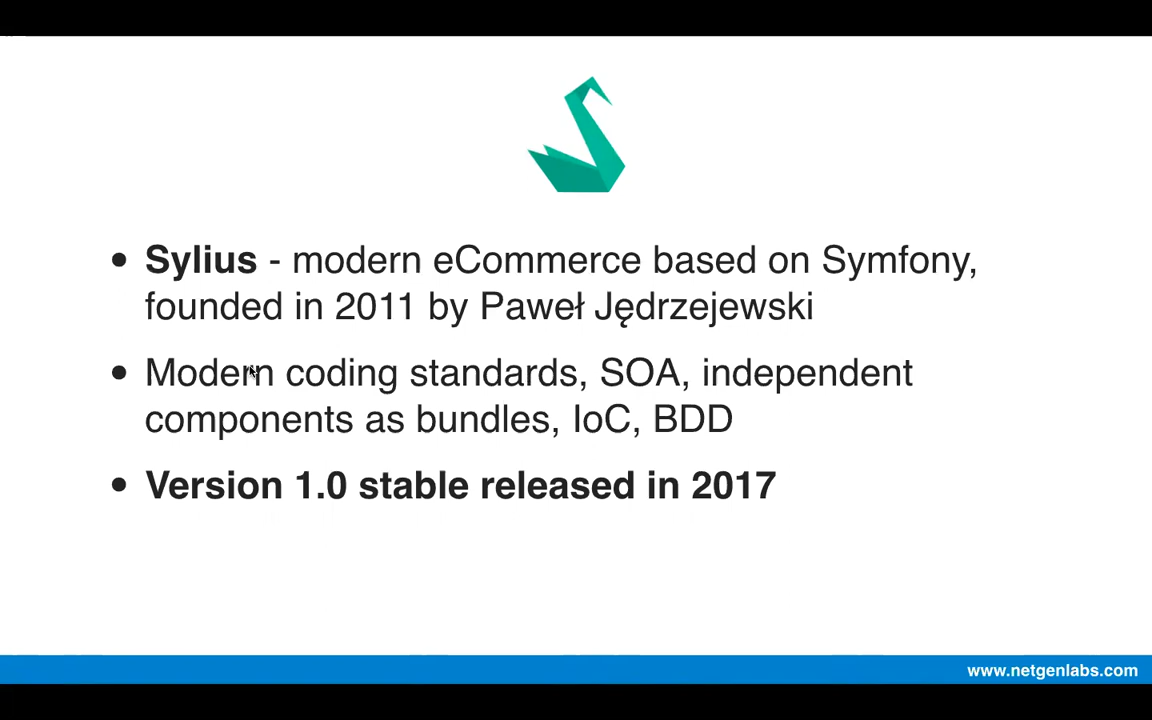 • Sylius - modern eCommerce based on Symfony,
founded in 2011 by Paweł Jędrzejewski
• Modern coding standards, SOA, independent
components as bundles, IoC, BDD
• Version 1.0 stable released in 2017
www.netgenlabs.com